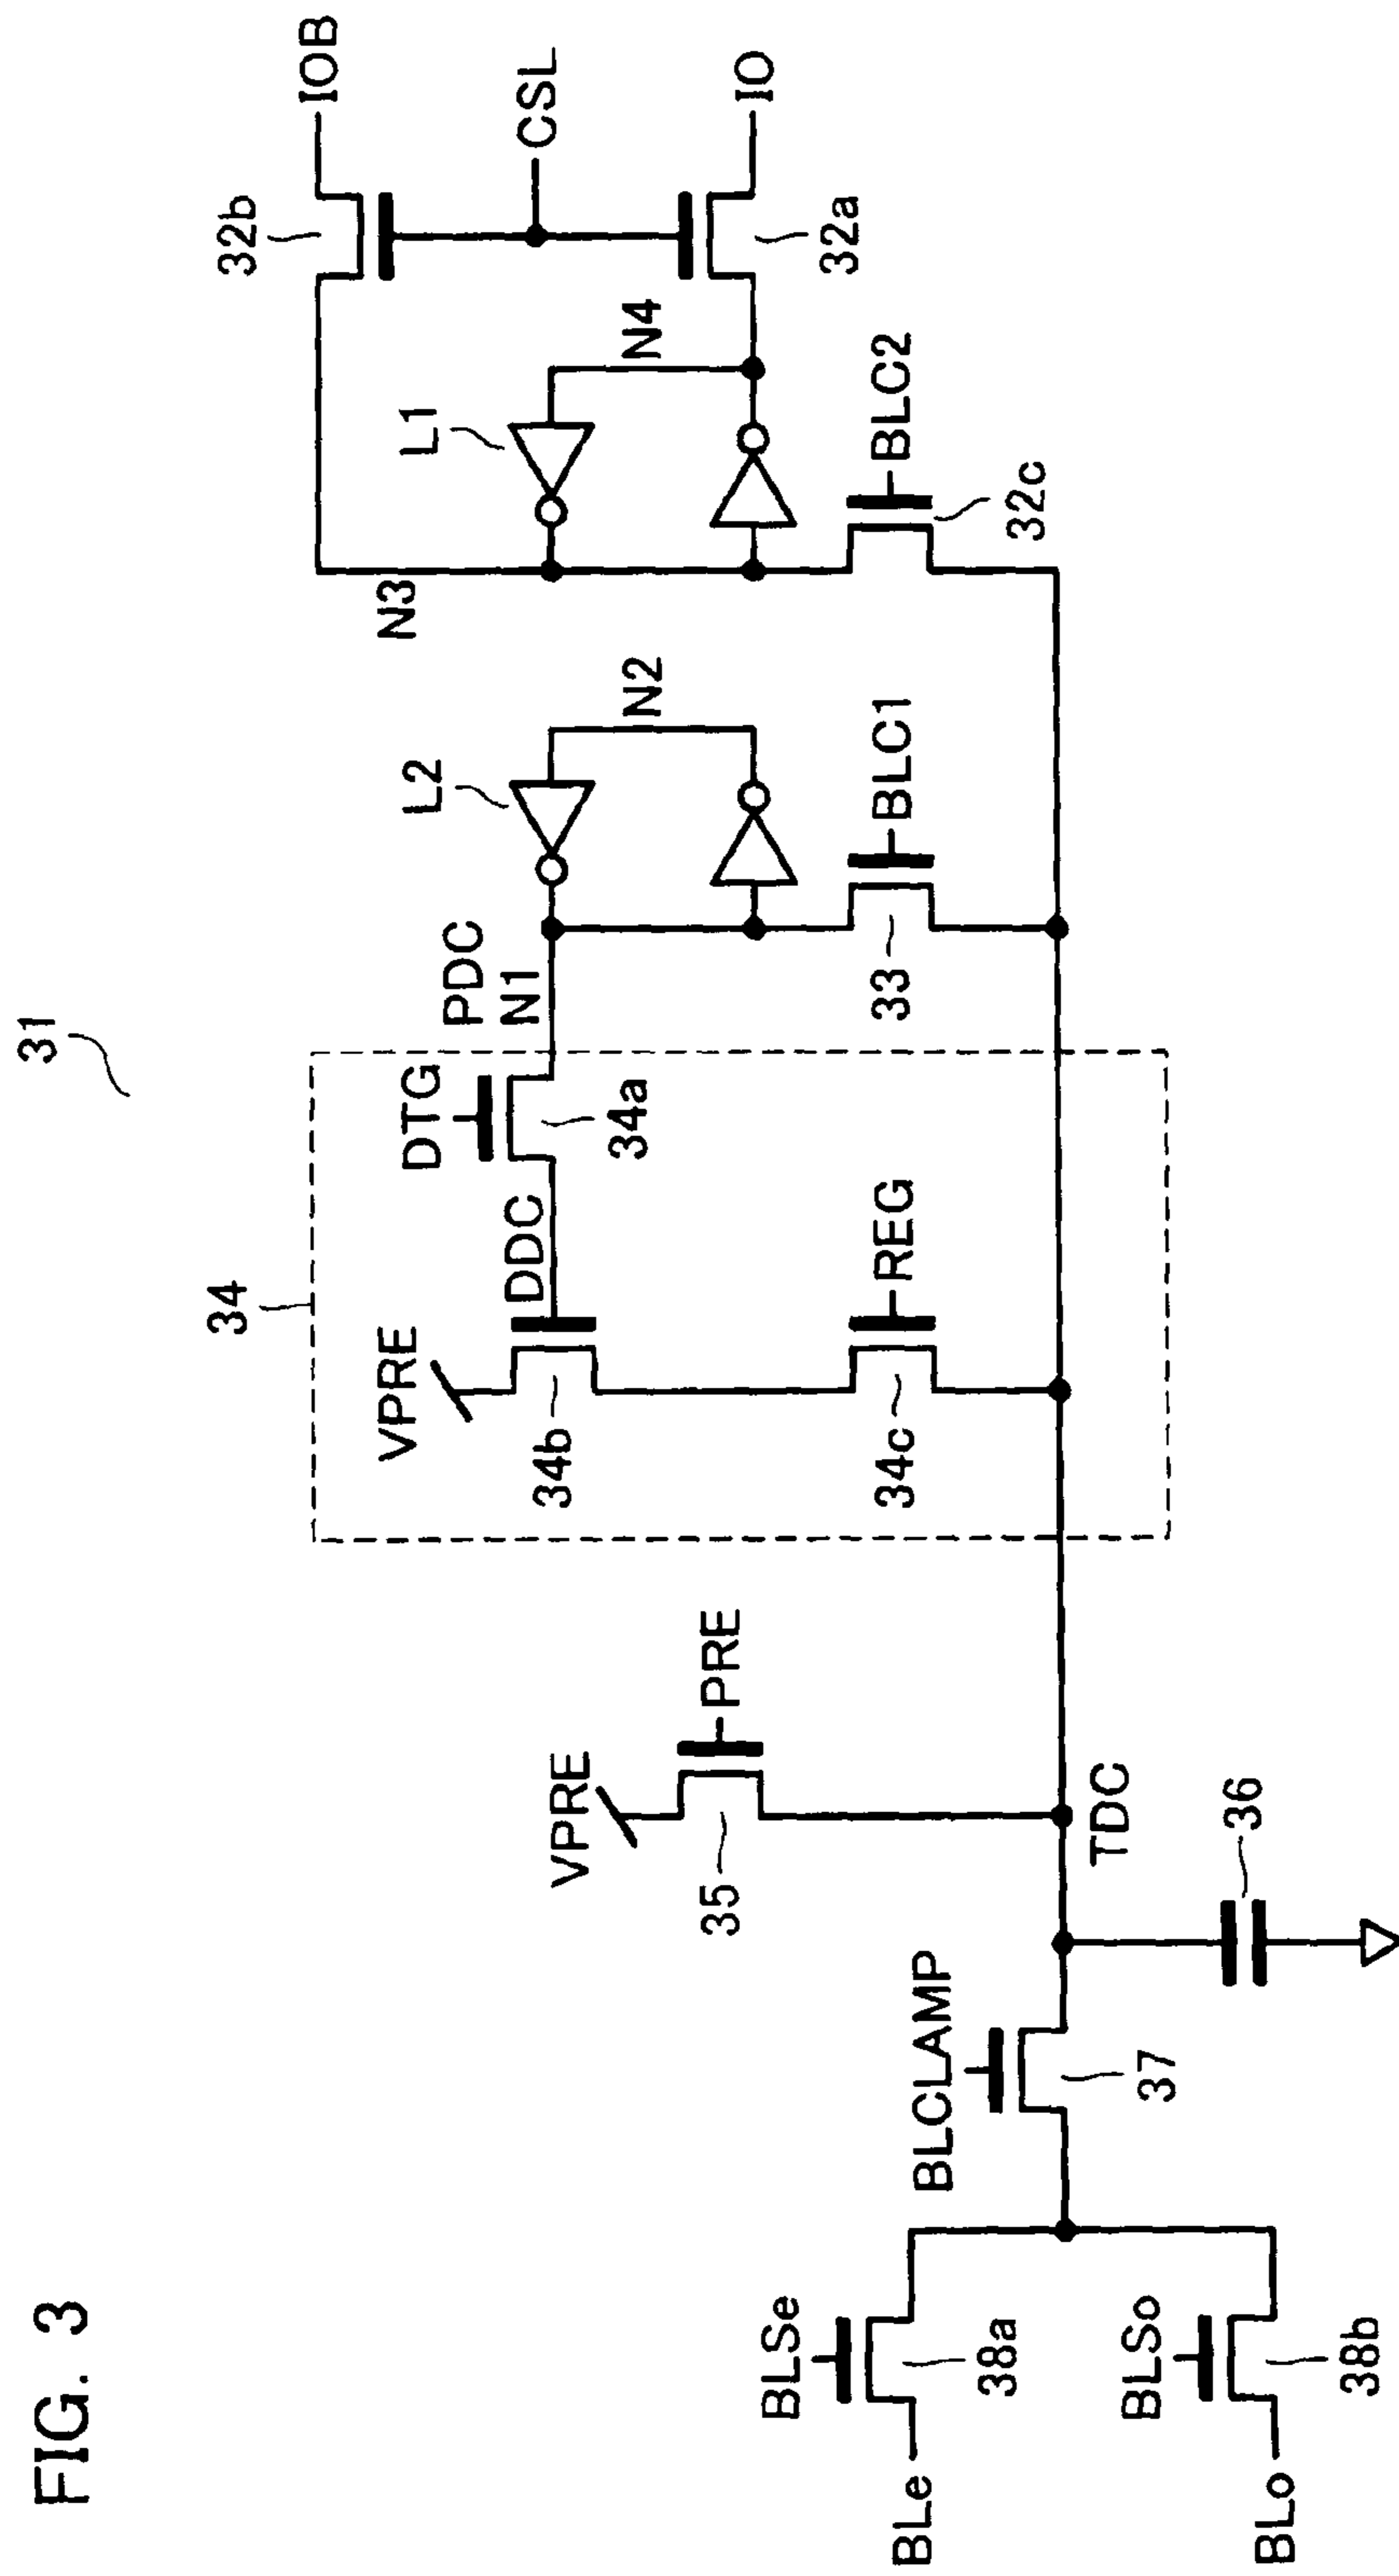 FIG. 3
31
34
VPRE
DDC
DTG
34a
PDC
N1
34b
34c
REG
L2
N2
33
BLC1
N3
L1
N4
32b
IOB
CSL
32a
IO
32c
BLC2
VPRE
35
PRE
TDC
36
BLCLAMP
37
BLSe
38a
BLe
BLSo
38b
BLo